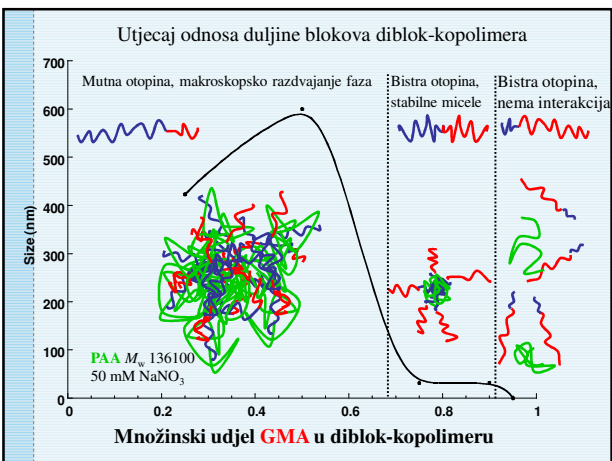 Utjecaj odnosa duljine blokova diblok-kopolimera
700
600
500
400
300
200
100
0
Size (nm)
Mutna otopina, makroskopsko razdvajanje faza
Bistra otopina,
stabilne micele
Bistra otopina,
nema interakcija
PAA Mw 136100
50 mM NaNO3
0
0.2
0.4
0.6
0.8
1
Množinski udjel GMA u diblok-kopolimeru